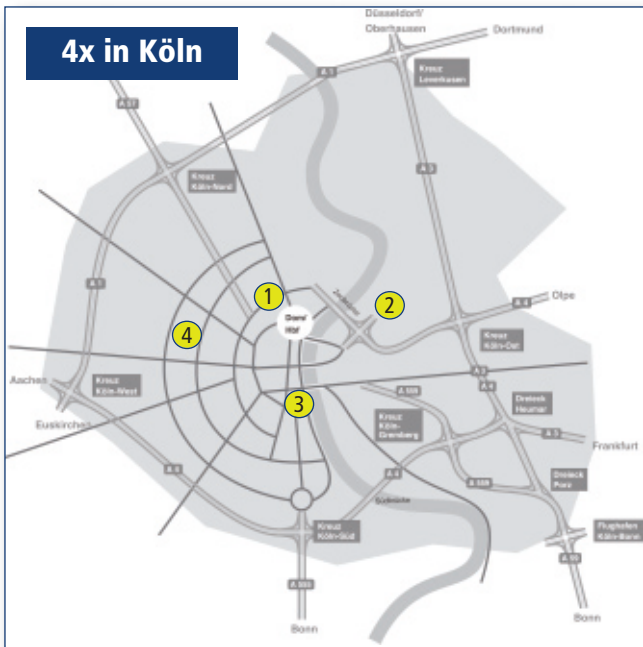 4x in Köln
Düsseldorf/
Oberhausen
Dortmund
Kreuz
Leverkusen
A 1
A 57
Kreuz
Köln-Nord
A 3
A 1
1
2
Dom/
Hbf
A 4
Olpe
Kreuz
Köln-Ost
4
Aachen
Kreuz
Köln-West
Euskirchen
3
A 3
A 4
A 559
Dreieck
Heumar
Kreuz
Köln-
Gremberg
A 3
Frankfurt
A 4
A 4
A 559
Dreieck
Porz
Südbrücke
Kreuz
Köln-Süd
Flughafen
Köln-Bonn
A 59
A 555
Bonn
Bonn